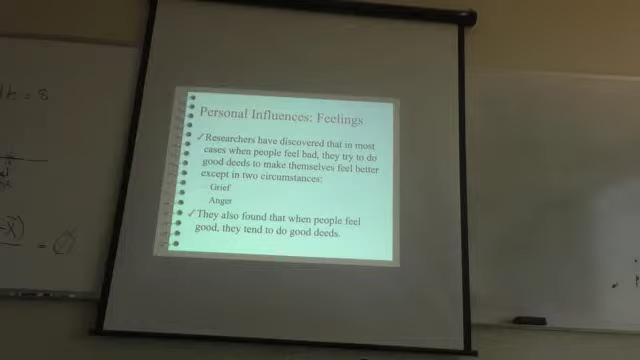 Personal Influences: Feelings
✓Researchers have discovered that in most
cases when people feel bad, they try to do
good deeds to make themselves feel better
except in two circumstances:
Grief
Anger
✓They also found that when people feel
good, they tend to do good deeds.
= 8
= 0